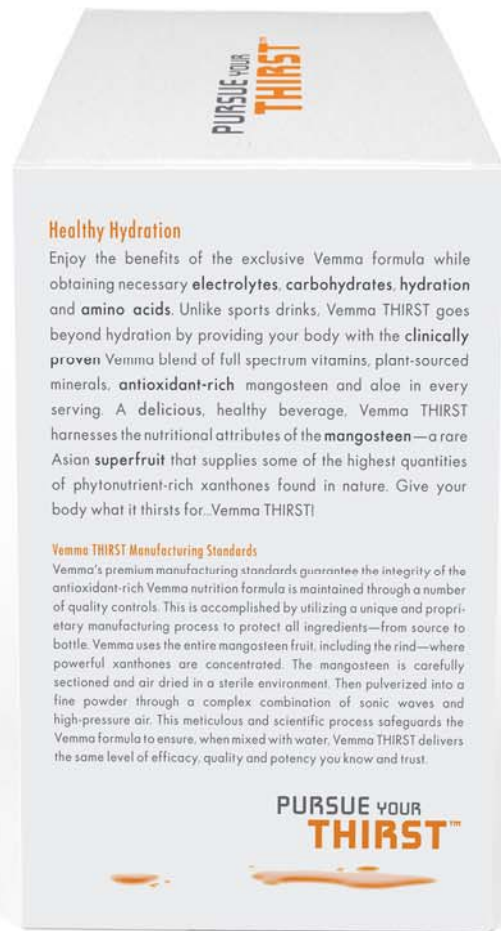 PURSUE YOUR
THIRST™
Healthy Hydration
Enjoy the benefits of the exclusive Vemma formula while
obtaining necessary electrolytes, carbohydrates, hydration
and amino acids. Unlike sports drinks, Vemma THIRST goes
beyond hydration by providing your body with the clinically
proven Vemma blend of full spectrum vitamins, plant-sourced
minerals, antioxidant-rich mangosteen and aloe in every
serving. A delicious, healthy beverage, Vemma THIRST
harnesses the nutritional attributes of the mangosteen—a rare
Asian superfruit that supplies some of the highest quantities
of phytonutrient-rich xanthones found in nature. Give your
body what it thirsts for...Vemma THIRST!
Vemma THIRST Manufacturing Standards
Vemma's premium manufacturing standards guarantee the integrity of the
antioxidant-rich Vemma nutrition formula is maintained through a number
of quality controls. This is accomplished by utilizing a unique and propri-
etary manufacturing process to protect all ingredients—from source to
bottle. Vemma uses the entire mangosteen fruit, including the rind—where
powerful xanthones are concentrated. The mangosteen is carefully
sectioned and air dried in a sterile environment. Then pulverized into a
fine powder through a complex combination of sonic waves and
high-pressure air. This meticulous and scientific process safeguards the
Vemma formula to ensure, when mixed with water, Vemma THIRST delivers
the same level of efficacy, quality and potency you know and trust.
PURSUE YOUR
THIRST™